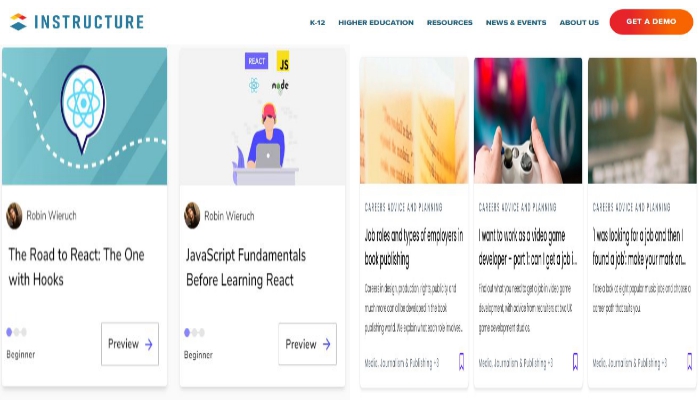 INSTRUCTURE
K-12 HIGHER EDUCATION RESOURCES NEWS & EVENTS ABOUT US GET A DEMO
REACT
JS
node
Robin Wieruch
The Road to React: The One
with Hooks
Beginner
Preview
Robin Wieruch
JavaScript Fundamentals
Before Learning React
Beginner
Preview
CAREERS ADVICE AND PLANNING
Job roles and types of employers in
book publishing
Careers in design, production, rights, publicity and
much more can all be developed in the book
publishing world. We explain what each role involves...
Media, Journalism & Publishing +3
CAREERS ADVICE AND PLANNING
I want to work as a video game
developer – part 1: can I get a job i...
Find out what you need to get a job in video game
development, with advice from recruiters at two UK
game development studios.
Media, Journalism & Publishing +3
CAREERS ADVICE AND PLANNING
'I was looking for a job and then I
found a job': make your mark on...
Take a look at eight popular music jobs and choose a
career path that suits you.
Media, Journalism & Publishing +3